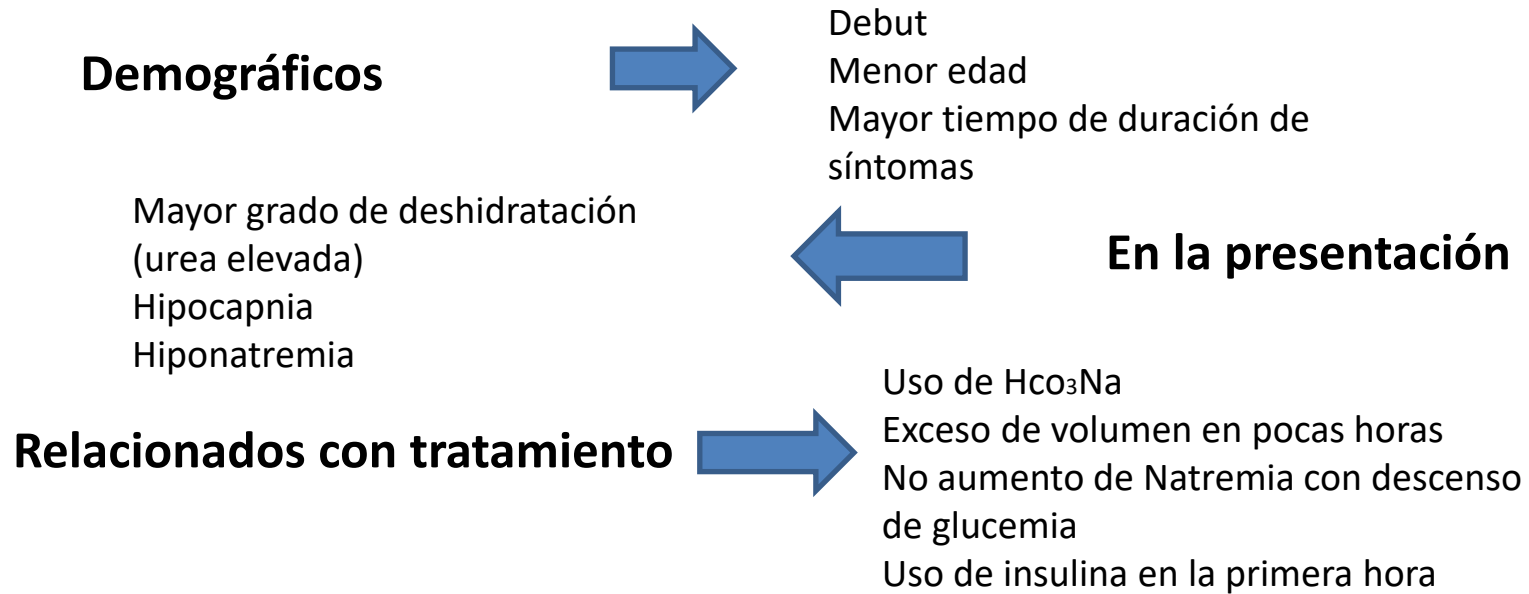 Demográficos
Debut
Menor edad
Mayor tiempo de duración de
síntomas
En la presentación
Mayor grado de deshidratación
(urea elevada)
Hipocapnia
Hiponatremia
Relacionados con tratamiento
Uso de Hco₃Na
Exceso de volumen en pocas horas
No aumento de Natremia con descenso
de glucemia
Uso de insulina en la primera hora